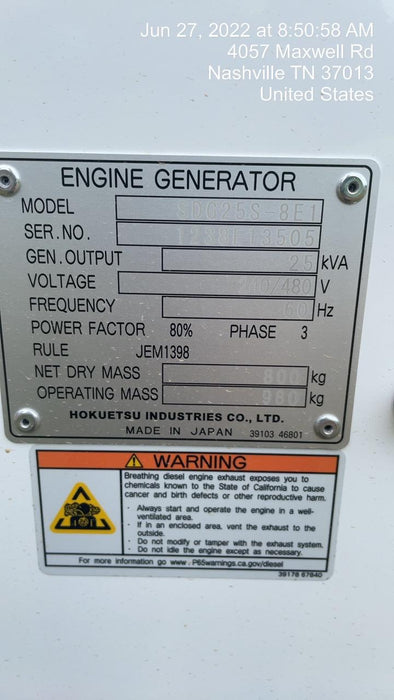 Jun 27, 2022 at 8:50:58 AM
4057 Maxwell Rd
Nashville TN 37013
United States
ENGINE GENERATOR
MODEL SDG25S-8E1
SER.NO.
GEN.OUTPUT 25 kVA
VOLTAGE /480 V
FREQUENCY 60 Hz
POWER FACTOR 80% PHASE 3
RULE JEM1398
NET DRY MASS 800 kg
OPERATING MASS 980 kg
HOKUETSU INDUSTRIES CO., LTD.
MADE IN JAPAN 39103 46801
WARNING
Breathing diesel engine exhaust exposes you to
chemicals known to the State of California to cause
cancer and birth defects or other reproductive harm.
· Always start and operate the engine in a well-
ventilated area.
· If in an enclosed area, vent the exhaust to the
outside.
· Do not modify or tamper with the exhaust system.
· Do not idle the engine except as necessary.
For more information go www.P65warnings.ca.gov/diesel
39178 67840